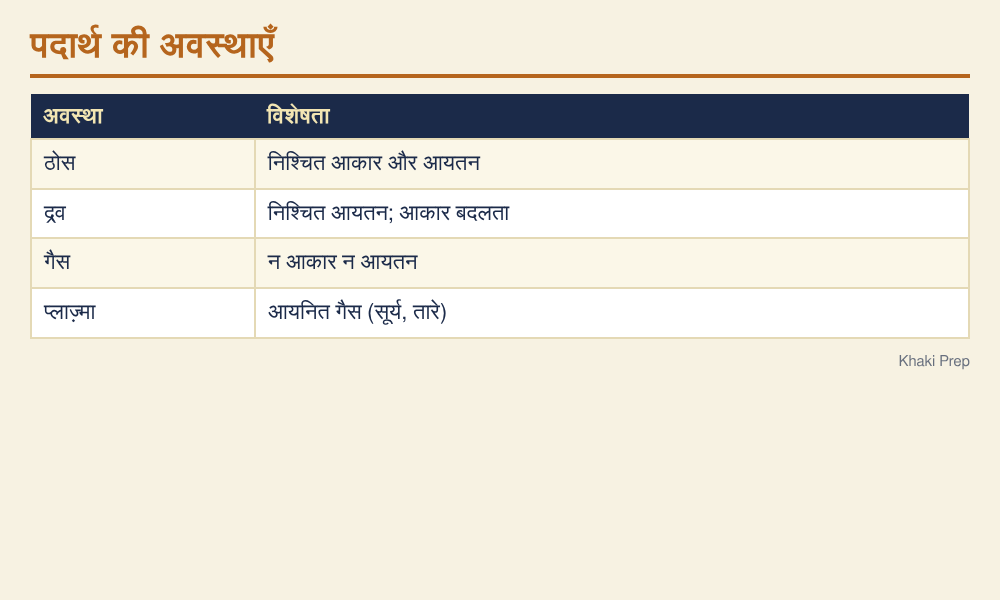 पदार्थ की अवस्थाएँ
अवस्था विशेषता
ठोस निश्चित आकार और आयतन
द्रव निश्चित आयतन; आकार बदलता
गैस न आकार न आयतन
प्लाज़्मा आयनित गैस (सूर्य, तारे)
Khaki Prep